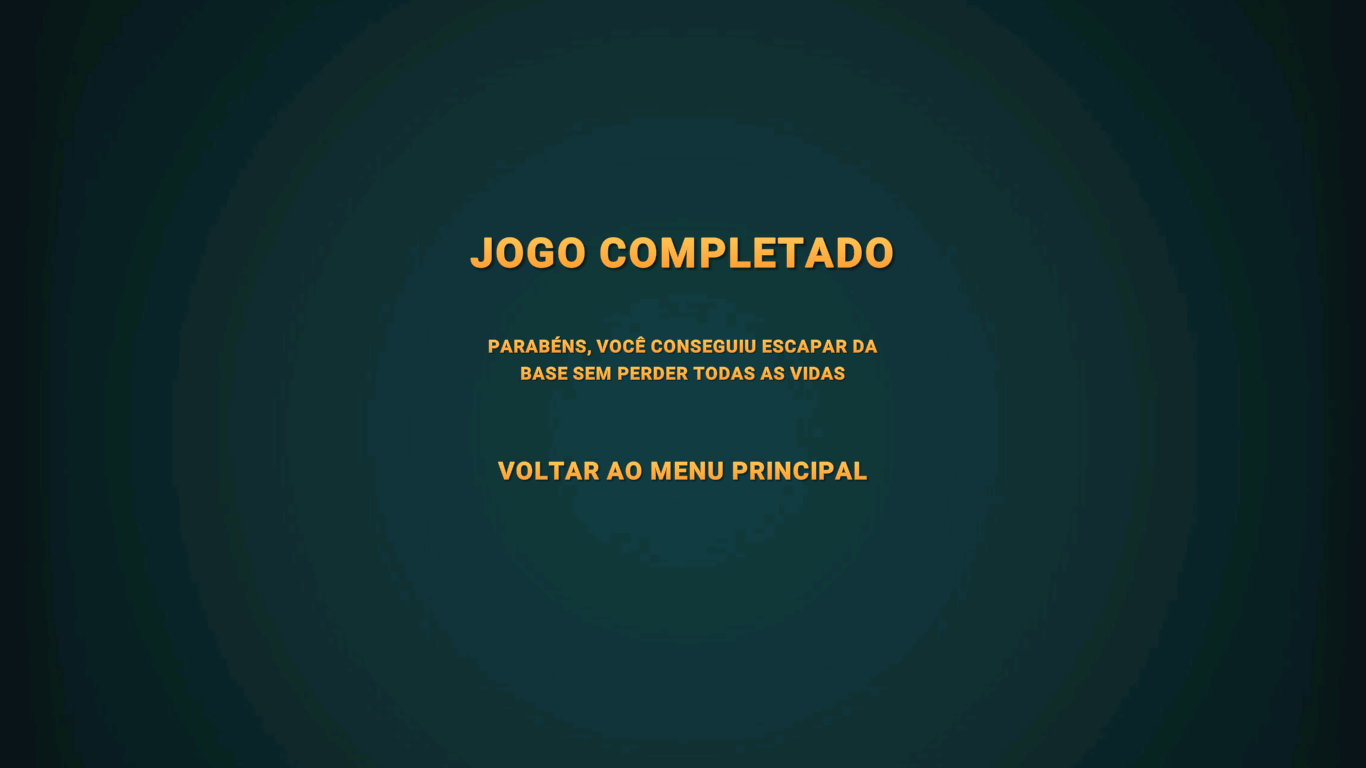 JOGO COMPLETADO
PARABÉNS, VOCÊ CONSEGUIU ESCAPAR DA
BASE SEM PERDER TODAS AS VIDAS
VOLTAR AO MENU PRINCIPAL